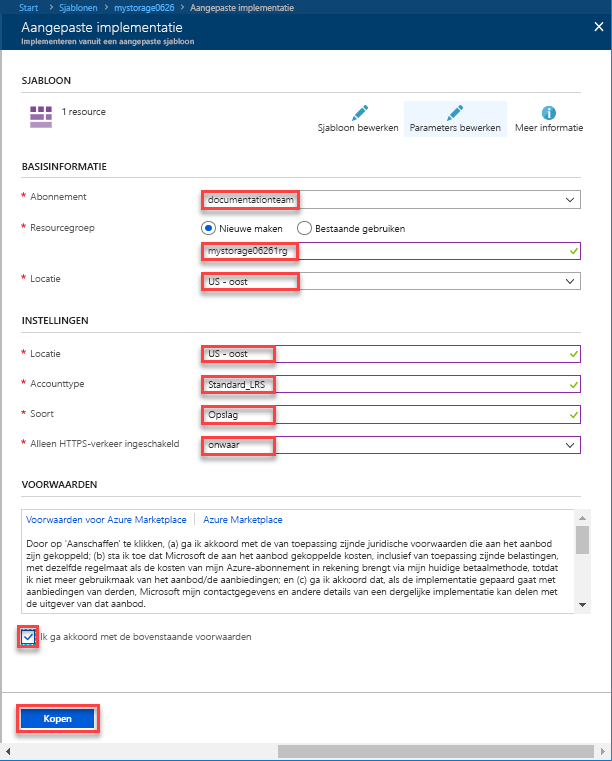 Start > Sjablonen > mystorage0626 > Aangepaste implementatie
Aangepaste implementatie
Implementeren vanuit een aangepaste sjabloon
SJABLOON
1 resource
Sjabloon bewerken
Parameters bewerken
Meer informatie
BASISINFORMATIE
* Abonnement
documentationteam
* Resourcegroep
Nieuwe maken
Bestaande gebruiken
mystorage06261rg
* Locatie
US - oost
INSTELLINGEN
* Locatie
US - oost
* Accounttype
Standard_LRS
* Soort
Opslag
* Alleen HTTPS-verkeer ingeschakeld
onwaar
VOORWAARDEN
Voorwaarden voor Azure Marketplace | Azure Marketplace
Door op 'Aanschaffen' te klikken, (a) ga ik akkoord met de van toepassing zijnde juridische voorwaarden die aan het aanbod
zijn gekoppeld; (b) sta ik toe dat Microsoft de aan het aanbod gekoppelde kosten, inclusief van toepassing zijnde belastingen,
met dezelfde regelmaat als de kosten van mijn Azure-abonnement in rekening brengt via mijn huidige betaalmethode, totdat
ik niet meer gebruikmaak van het aanbod/de aanbiedingen; en (c) ga ik akkoord dat, als de implementatie gepaard gaat met
aanbiedingen van derden, Microsoft mijn contactgegevens en andere details van een dergelijke implementatie kan delen met
de uitgever van dat aanbod.
Ik ga akkoord met de bovenstaande voorwaarden
Kopen